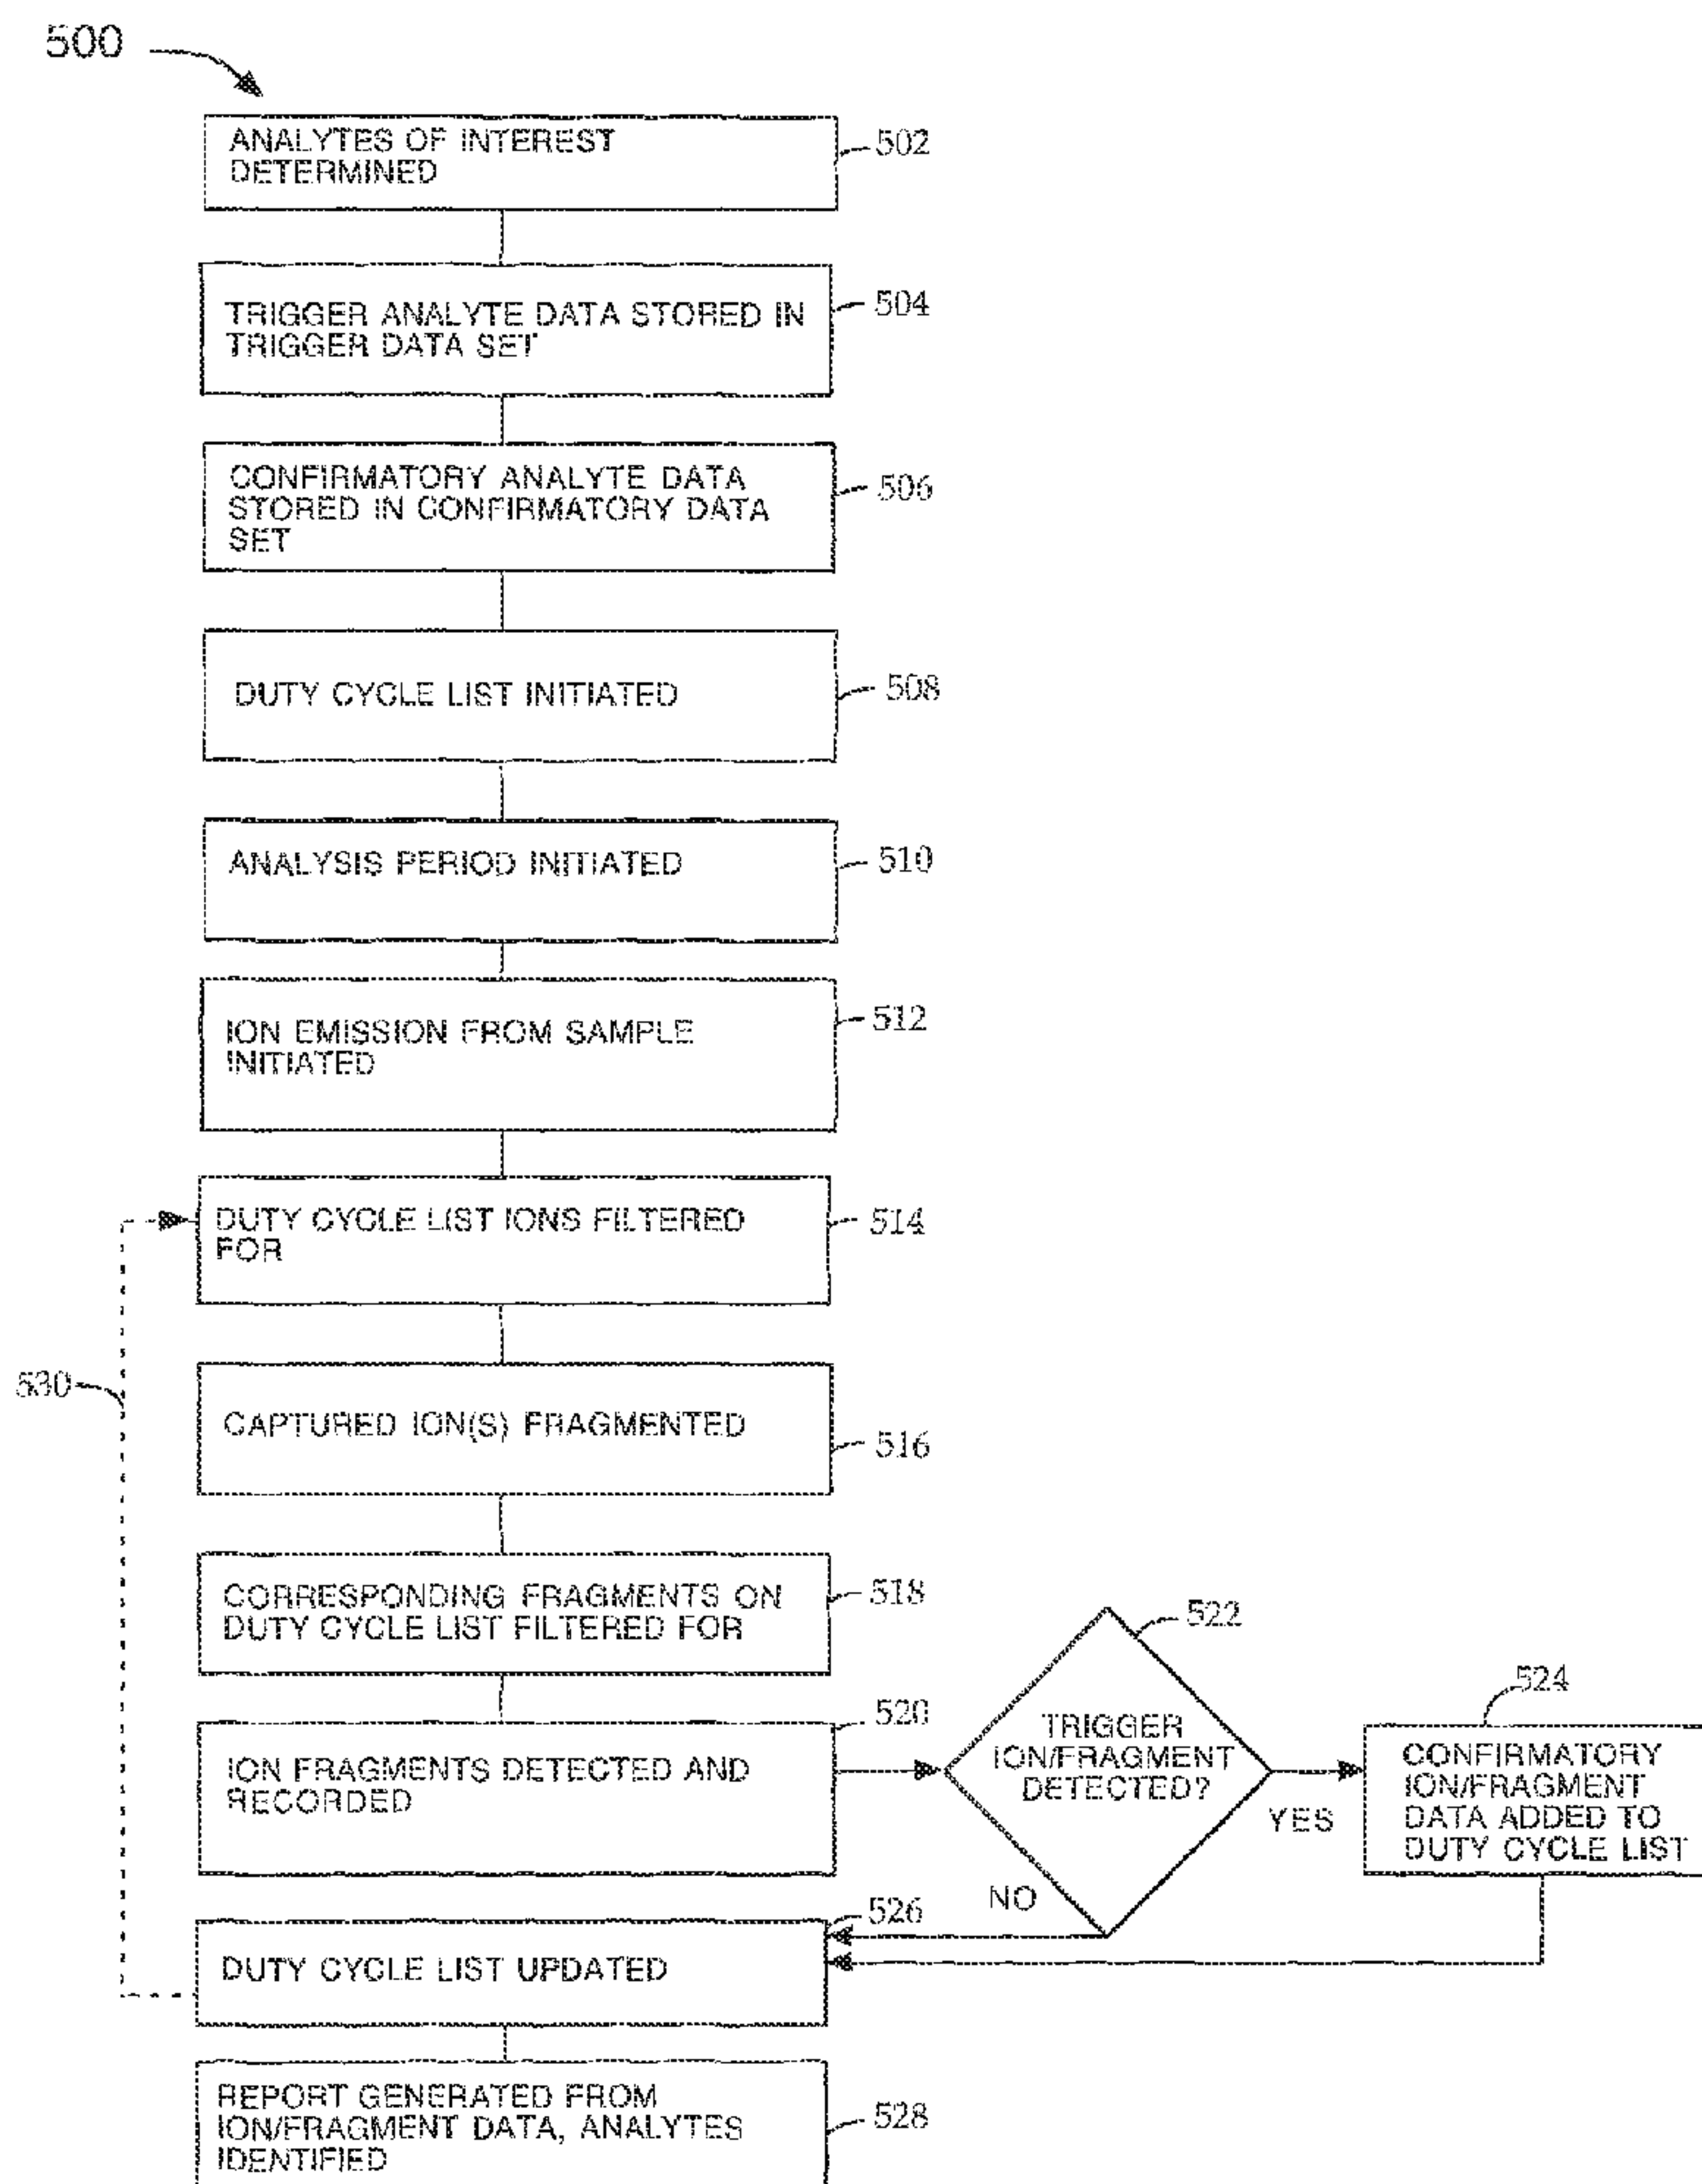 500
ANALYTES OF INTEREST
DETERMINED
502
TRIGGER ANALYTE DATA STORED IN
TRIGGER DATA SET
504
CONFIRMATORY ANALYTE DATA
STORED IN CONFIRMATORY DATA
SET
506
DUTY CYCLE LIST INITIATED
508
ANALYSIS PERIOD INITIATED
510
ION EMISSION FROM SAMPLE
INITIATED
512
DUTY CYCLE LIST IONS FILTERED
FOR
514
530
CAPTURED ION(S) FRAGMENTED
516
CORRESPONDING FRAGMENTS ON
DUTY CYCLE LIST FILTERED FOR
518
ION FRAGMENTS DETECTED AND
RECORDED
520
TRIGGER
ION/FRAGMENT
DETECTED?
522
YES
NO
CONFIRMATORY
ION/FRAGMENT
DATA ADDED TO
DUTY CYCLE LIST
524
DUTY CYCLE LIST UPDATED
526
REPORT GENERATED FROM
ION/FRAGMENT DATA, ANALYTES
IDENTIFIED
528